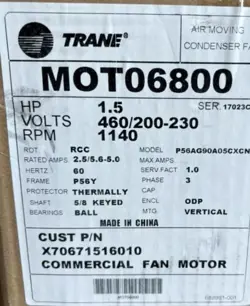 TRANE®
AIR MOVING
CONDENSER FA
MOT06800
HP 1.5 SER. 17023C
VOLTS 460/200-230
RPM 1140
ROT RCC MODEL P56AG90A05CXCN
RATED AMPS 2.5/5.6-5.0 MAX AMPS
HERTZ 60 SERV FACT 1.0
FRAME P56Y PHASE 3
PROTECTOR THERMALLY CAP.
SHAFT 5/8 KEYED ENCL ODP
BEARINGS BALL MTG. VERTICAL
MADE IN CHINA
CUST P/N
X70671516010
COMMERCIAL FAN MOTOR